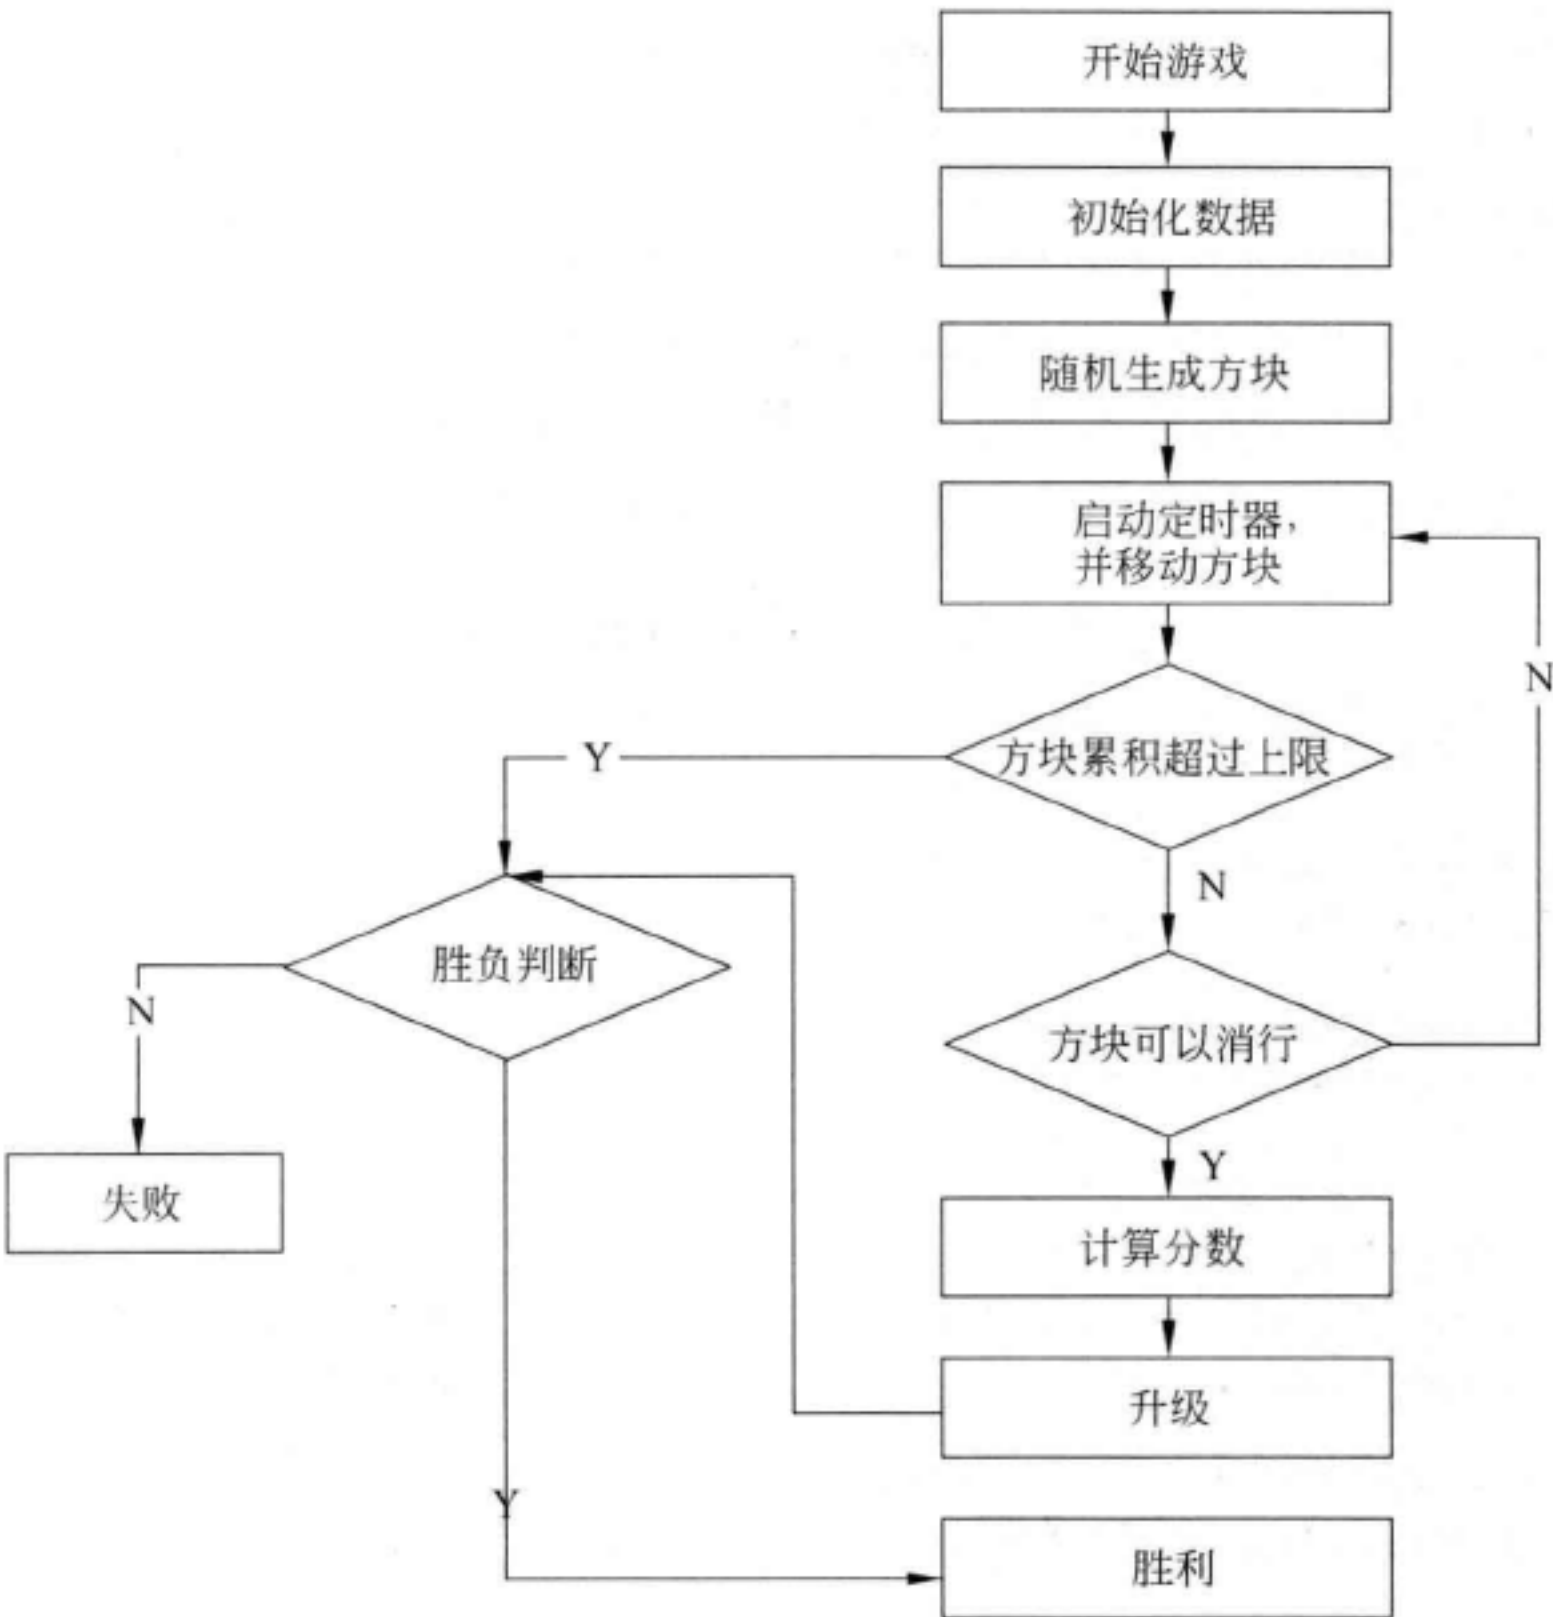 开始游戏
初始化数据
随机生成方块
启动定时器，
并移动方块
N
方块累积超过上限
Y
N
胜负判断
N
方块可以消行
Y
失败
计算分数
升级
Y
胜利